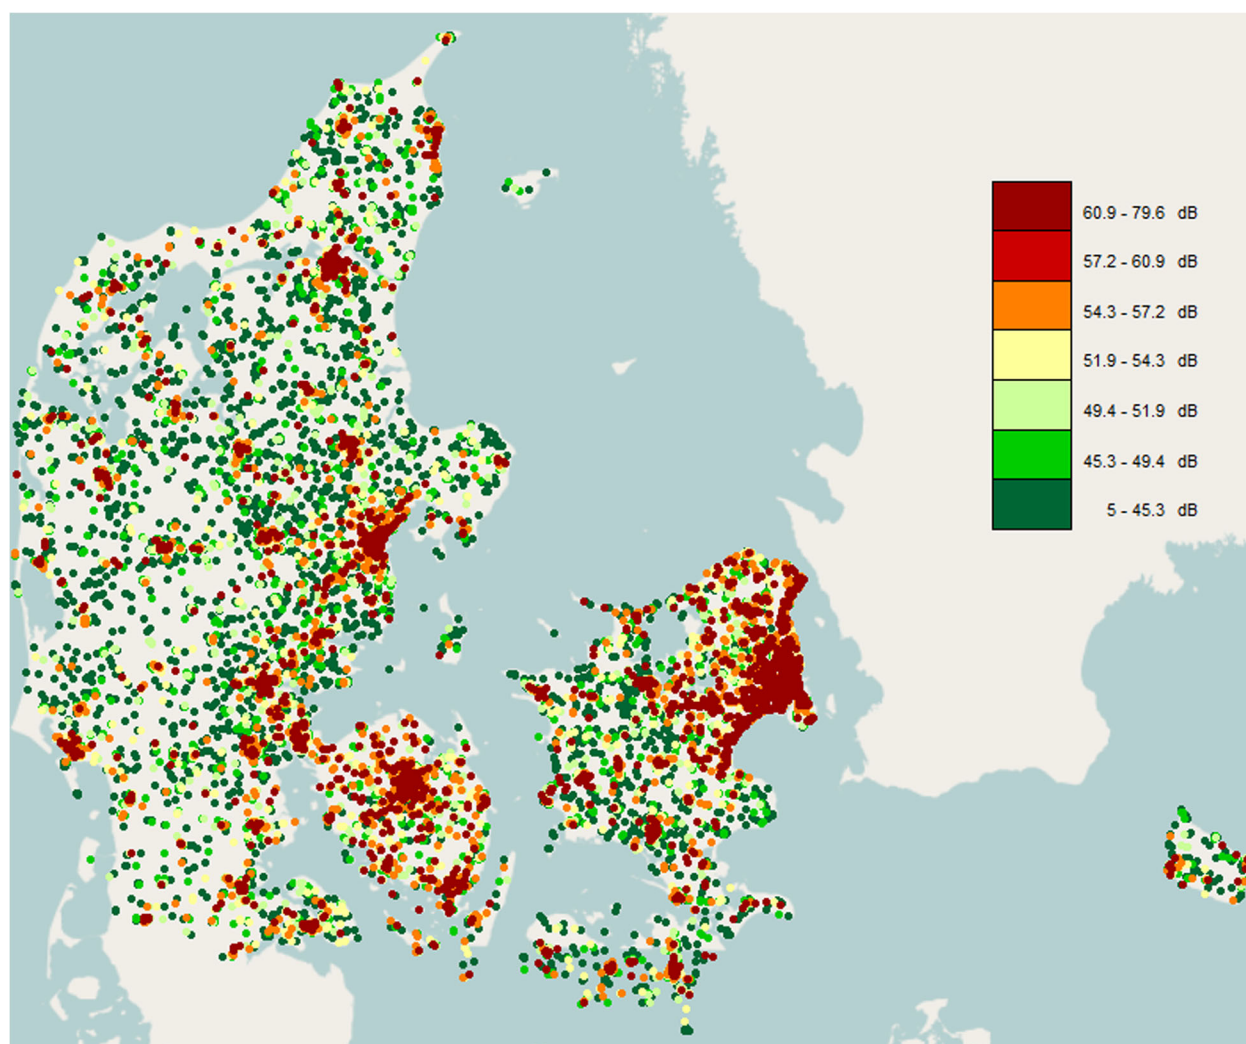 60.9 - 79.6 dB
57.2 - 60.9 dB
54.3 - 57.2 dB
51.9 - 54.3 dB
49.4 - 51.9 dB
45.3 - 49.4 dB
5 - 45.3 dB